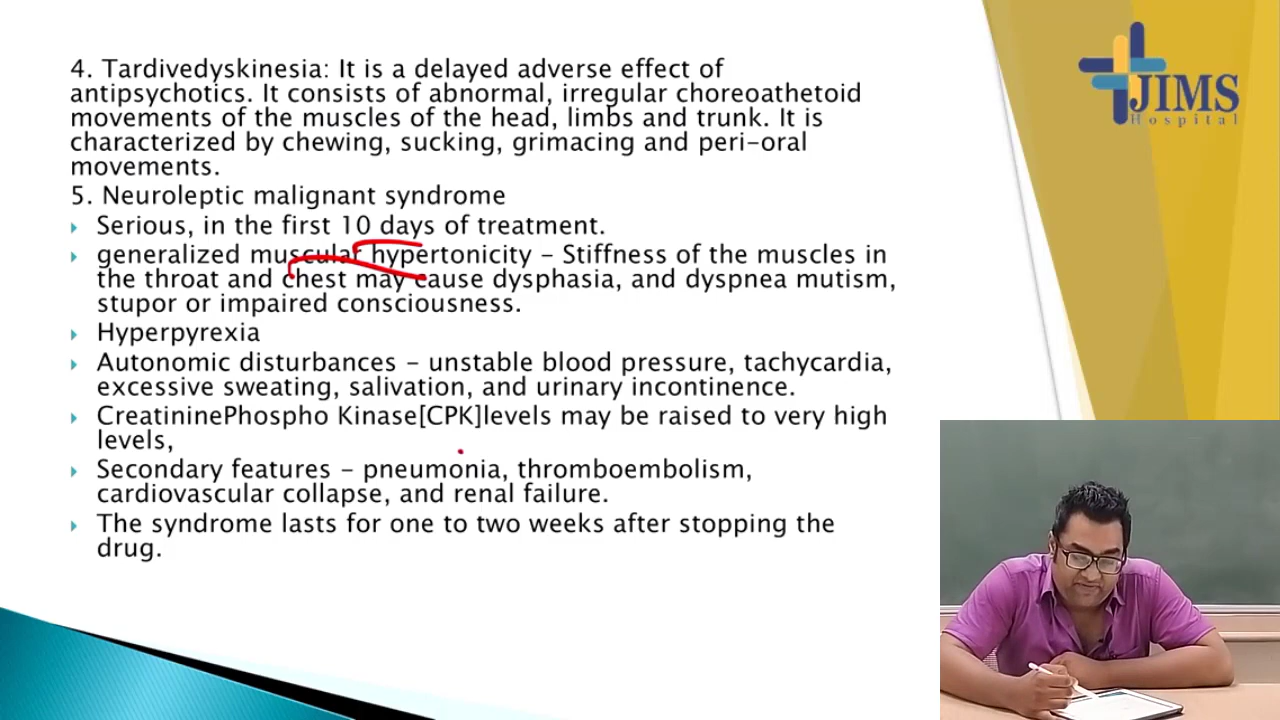 4. Tardivedyskinesia: It is a delayed adverse effect of
antipsychotics. It consists of abnormal, irregular choreoathetoid
movements of the muscles of the head, limbs and trunk. It is
characterized by chewing, sucking, grimacing and peri-oral
movements.
5. Neuroleptic malignant syndrome
Serious, in the first 10 days of treatment.
generalized muscular hypertonicity – Stiffness of the muscles in
the throat and chest may cause dysphasia, and dyspnea mutism,
stupor or impaired consciousness.
Hyperpyrexia
Autonomic disturbances – unstable blood pressure, tachycardia,
excessive sweating, salivation, and urinary incontinence.
CreatininePhospho Kinase[CPK]levels may be raised to very high
levels,
Secondary features – pneumonia, thromboembolism,
cardiovascular collapse, and renal failure.
The syndrome lasts for one to two weeks after stopping the
drug.
JIMS
Hospital